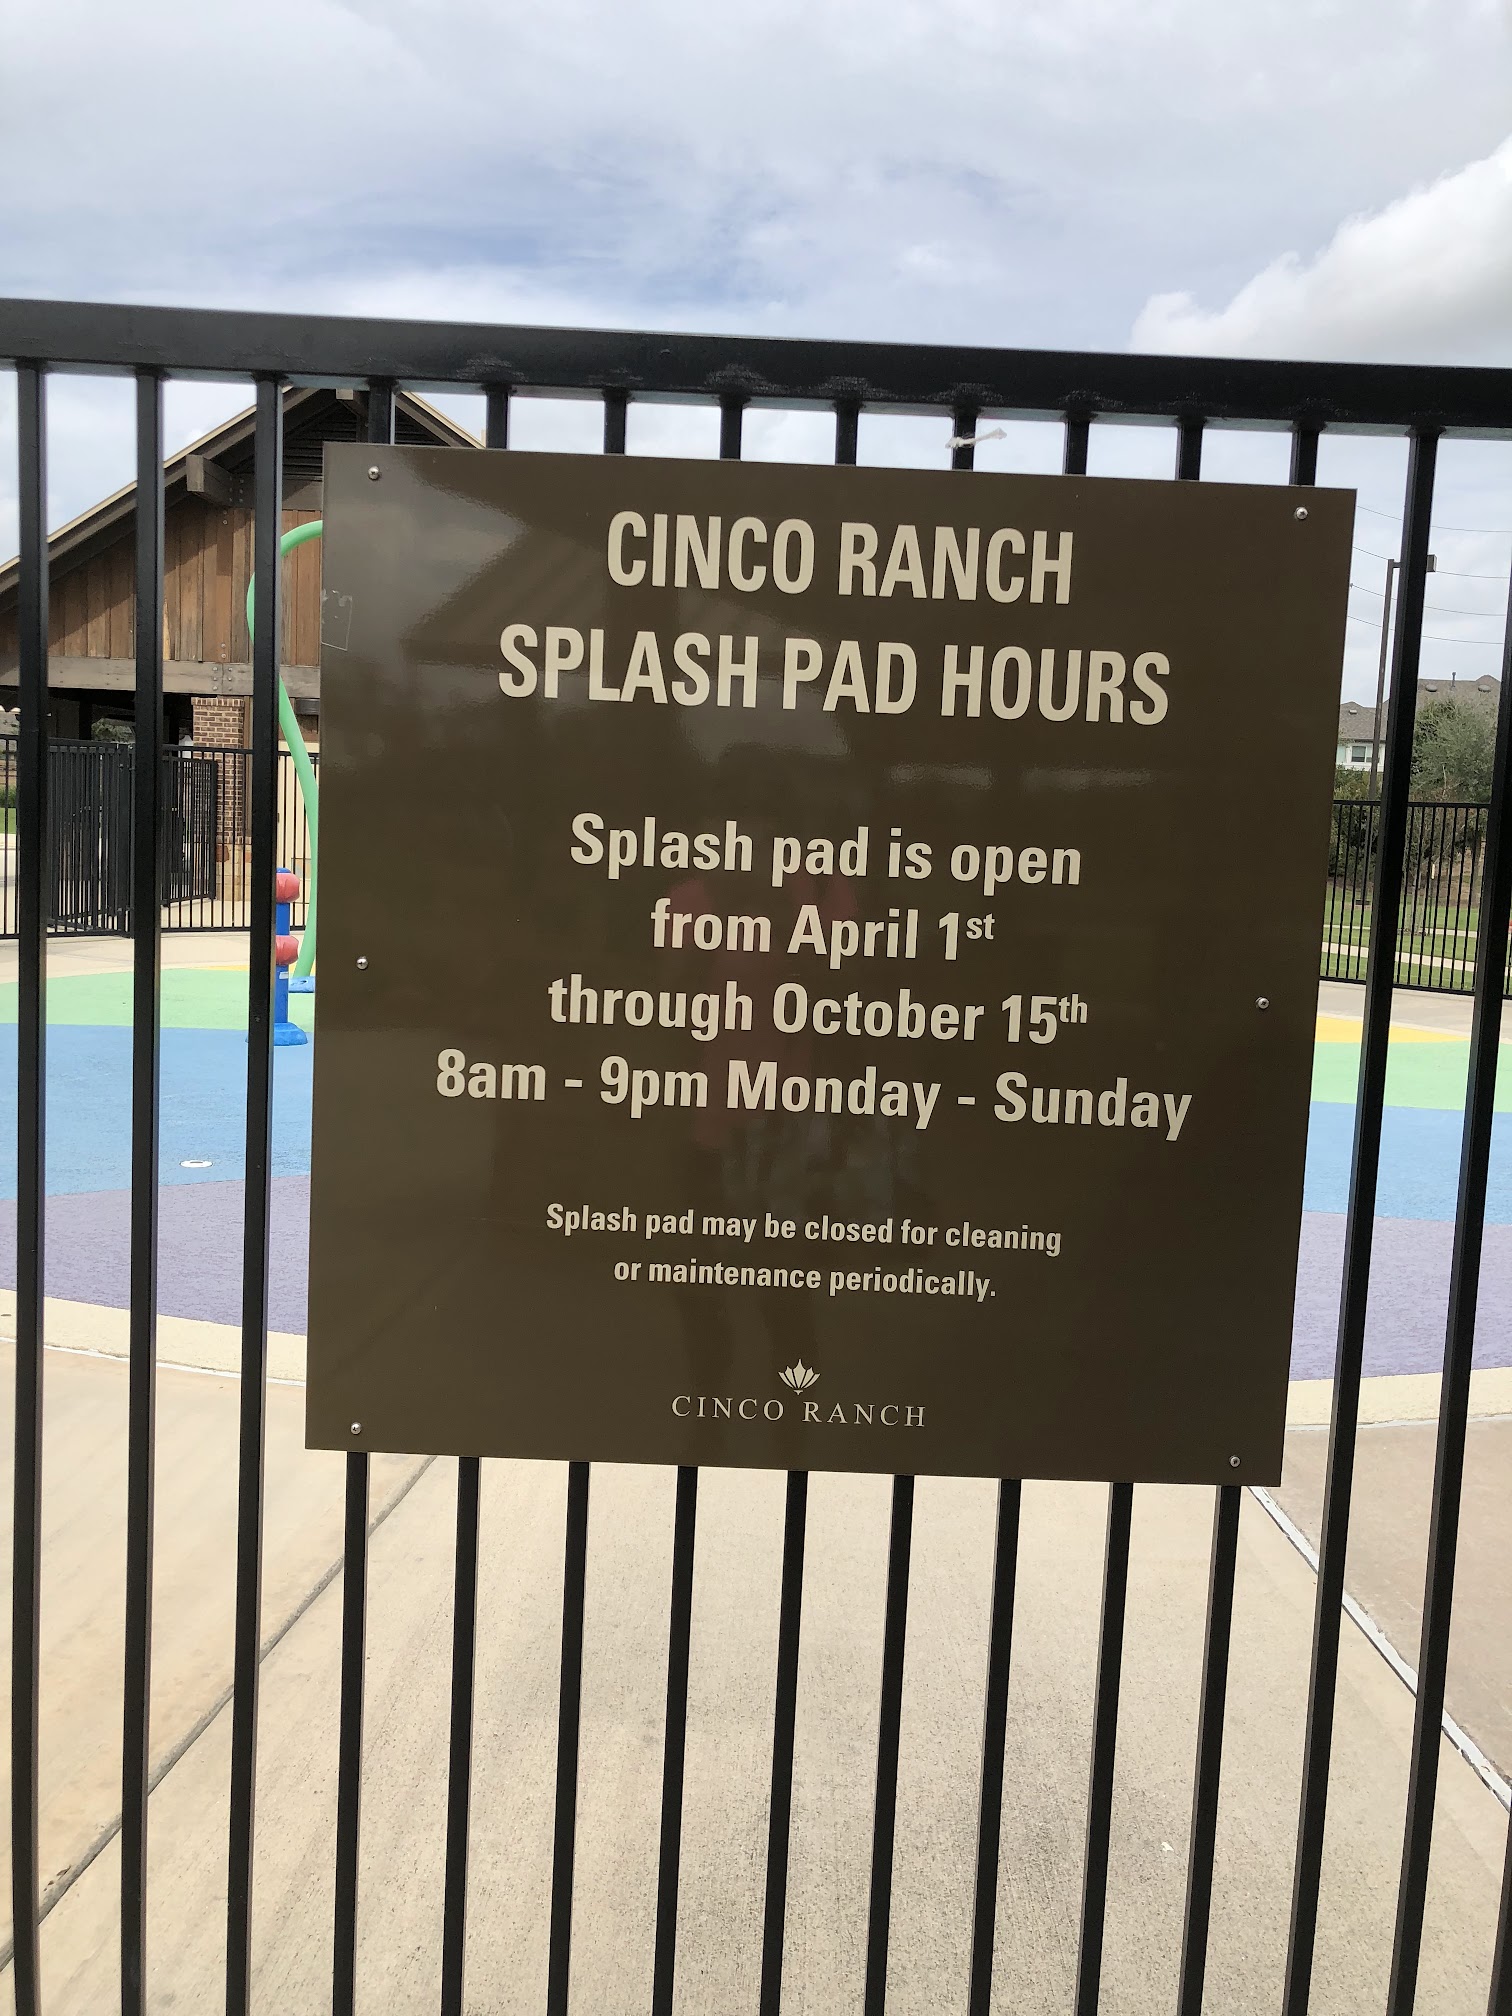 CINCO RANCH
SPLASH PAD HOURS
Splash pad is open
from April 1st
through October 15th
8am - 9pm Monday - Sunday
Splash pad may be closed for cleaning
or maintenance periodically.
CINCO RANCH